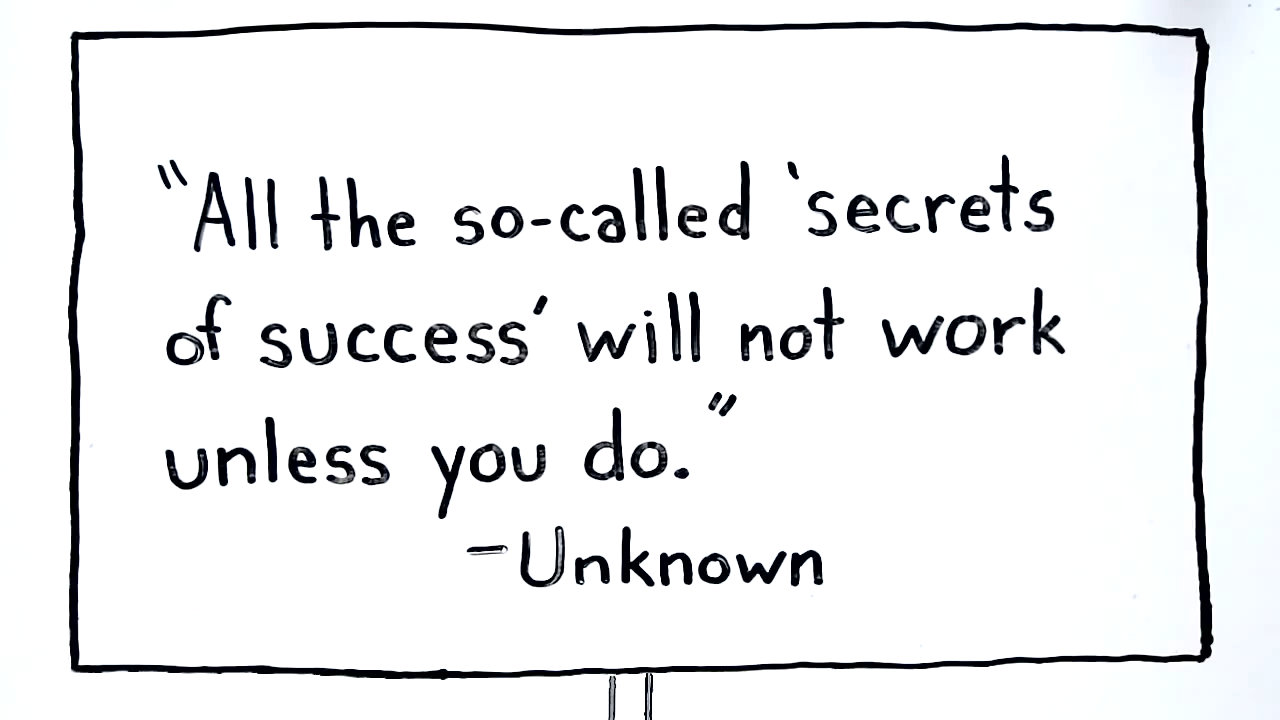 “All the so-called ‘secrets
of success’ will not work
unless you do.”
-Unknown